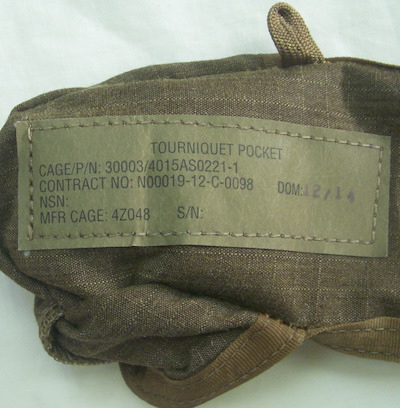 TOURNIQUET POCKET
CAGE/P/N: 30003/4015AS0221-1
CONTRACT NO: N00019-12-C-0098 DOM: 12/14
NSN:
MFR CAGE: 4Z048 S/N: